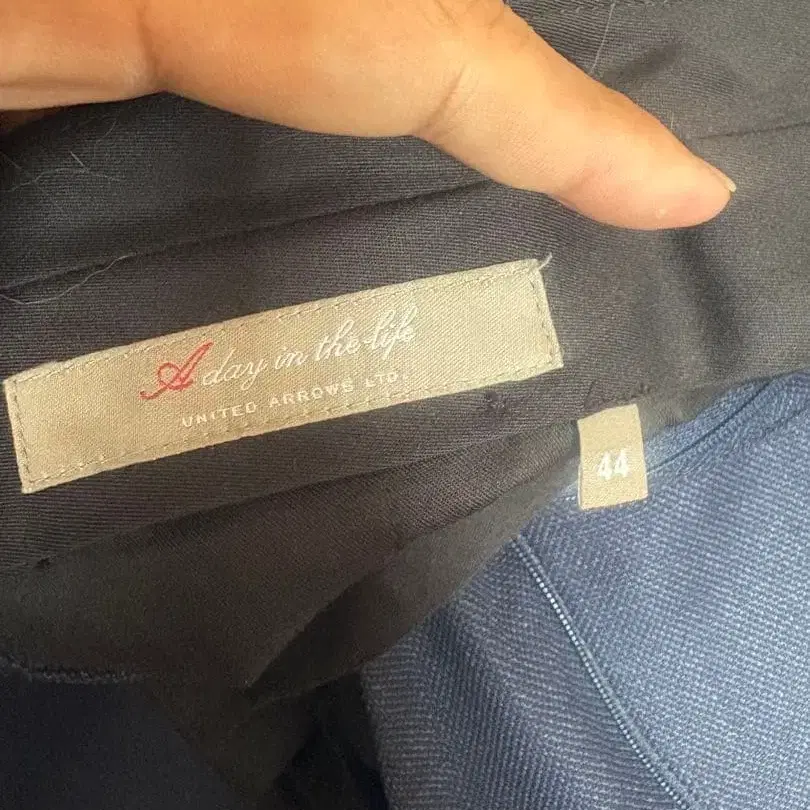 A day in the life
UNITED ARROWS LTD.
44